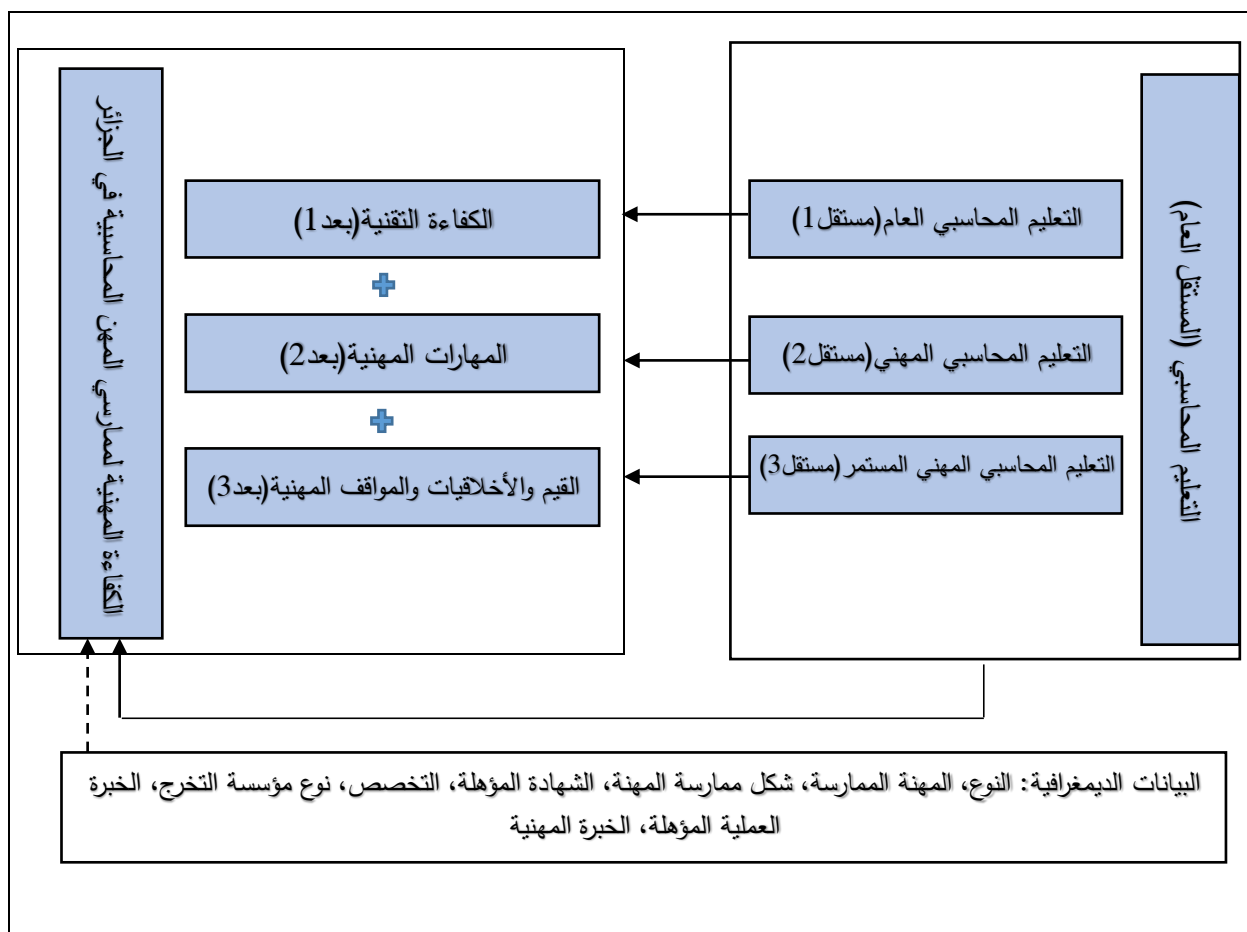 التعليم المحاسبي (المستقل العام)
التعليم المحاسبي العام(مستقل1)
التعليم المحاسبي المهني(مستقل2)
التعليم المحاسبي المهني المستمر(مستقل3)
الكفاءة التقنية(بعد1)
المهارات المهنية(بعد2)
القيم والأخلاقيات والمواقف المهنية(بعد3)
الكفاءة المهنية لممارسي المهن المحاسبية في الجزائر
البيانات الديمغرافية: النوع، المهنة الممارسة، شكل ممارسة المهنة، الشهادة المؤهلة، التخصص، نوع مؤسسة التخرج، الخبرة
العملية المؤهلة، الخبرة المهنية